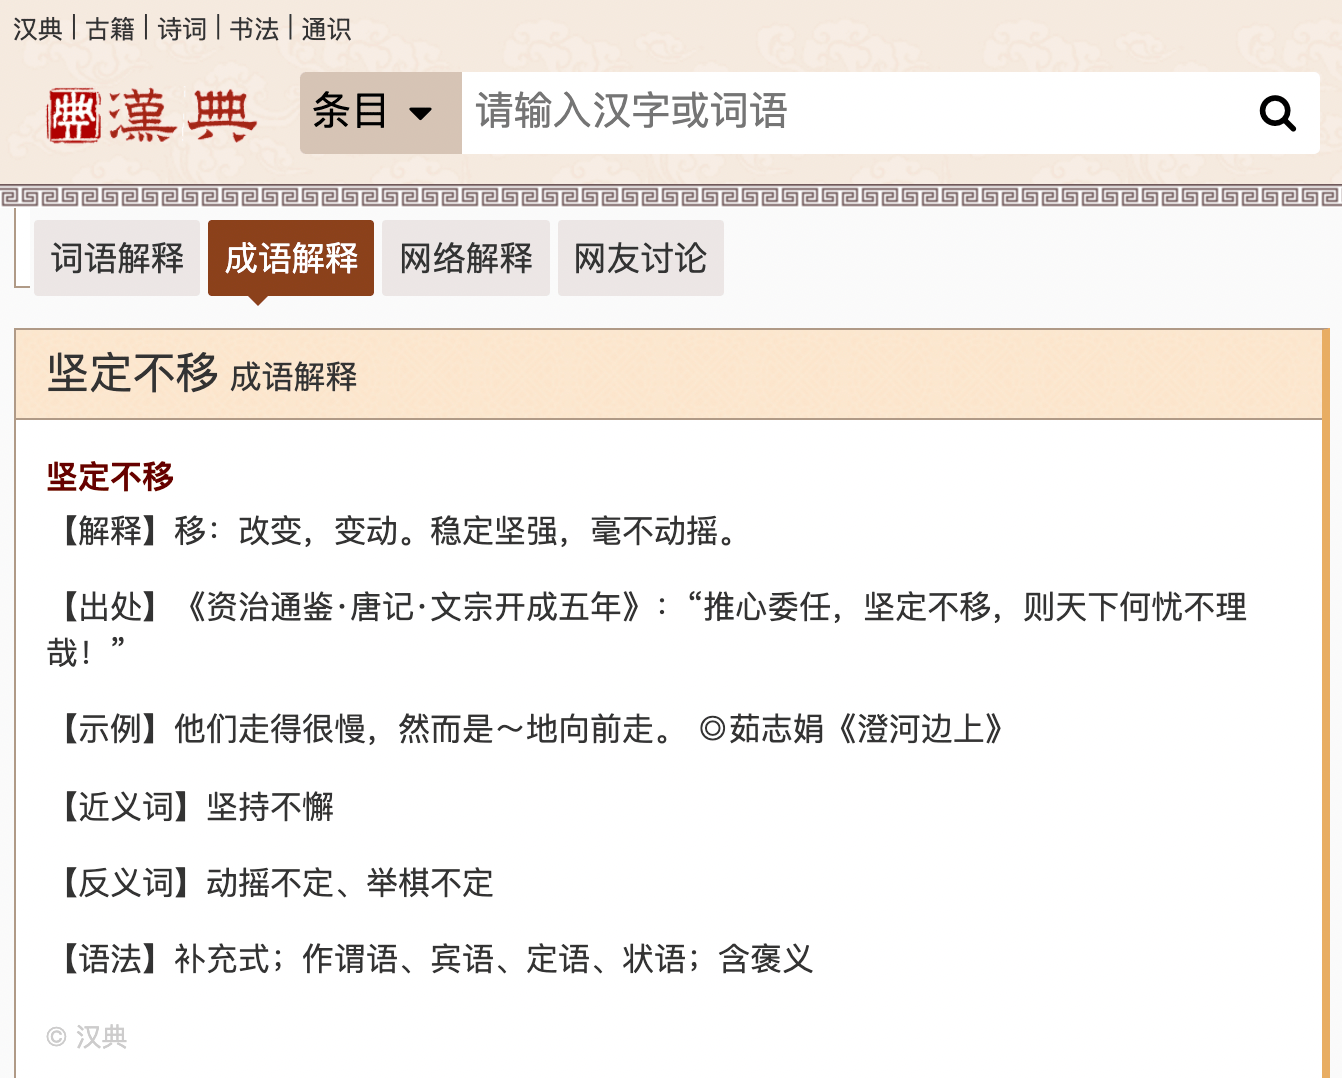 汉典 | 古籍 | 诗词 | 书法 | 通识
漢典 条目 请输入汉字或词语
词语解释 成语解释 网络解释 网友讨论
坚定不移 成语解释
坚定不移
【解释】移：改变，变动。稳定坚强，毫不动摇。
【出处】《资治通鉴·唐记·文宗开成五年》：“推心委任，坚定不移，则天下何忧不理
哉！”
【示例】他们走得很慢，然而是～地向前走。 ◎茹志娟《澄河边上》
【近义词】坚持不懈
【反义词】动摇不定、举棋不定
【语法】补充式；作谓语、宾语、定语、状语；含褒义
© 汉典